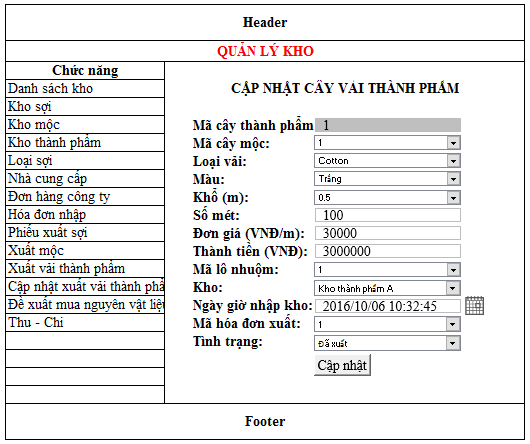 Header
QUẢN LÝ KHO
Chức năng
Danh sách kho
Kho sợi
Kho mộc
Kho thành phẩm
Loại sợi
Nhà cung cấp
Đơn hàng công ty
Hóa đơn nhập
Phiếu xuất sợi
Xuất mộc
Xuất vải thành phẩm
Cập nhật xuất vải thành phẩ
Đề xuất mua nguyên vật liệu
Thu - Chi
CẬP NHẬT CÂY VẢI THÀNH PHẨM
Mã cây thành phẩm 1
Mã cây mộc: 1
Loại vải: Cotton
Màu: Trắng
Khổ (m): 0.5
Số mét: 100
Đơn giá (VNĐ/m): 30000
Thành tiền (VNĐ): 3000000
Mã lô nhuộm: 1
Kho: Kho thành phẩm A
Ngày giờ nhập kho: 2016/10/06 10:32:45
Mã hóa đơn xuất: 1
Tình trạng: Đã xuất
Cập nhật
Footer